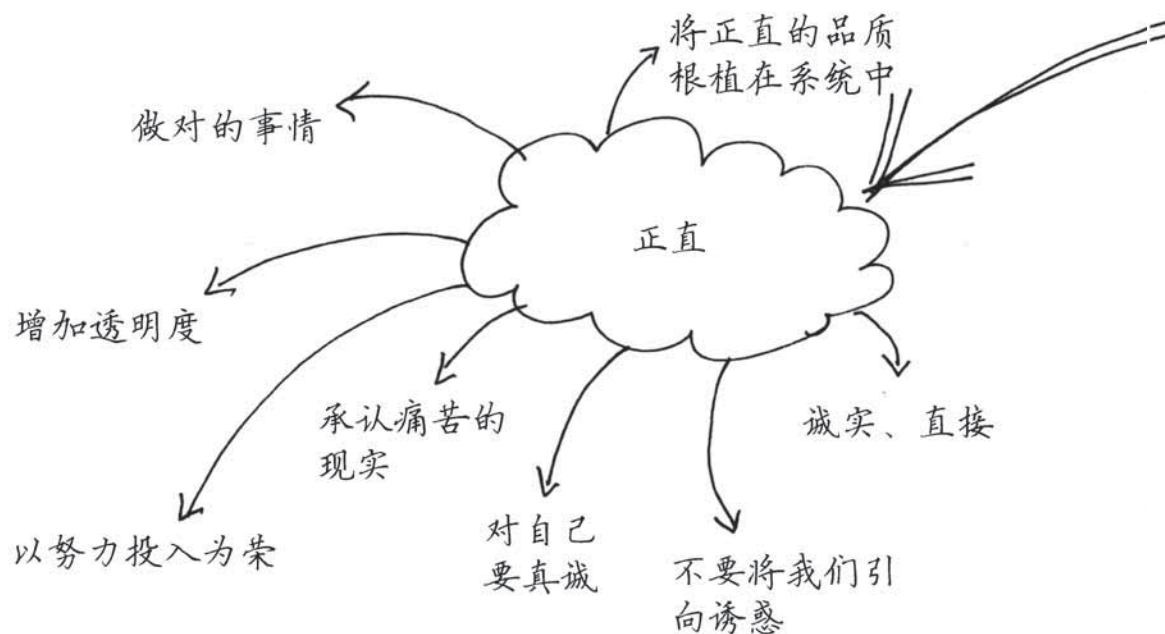 将正直的品质
根植在系统中
做对的事情
正直
增加透明度
承认痛苦的
现实
诚实、直接
以努力投入为荣
对自己
要真诚
不要将我们引
向诱惑